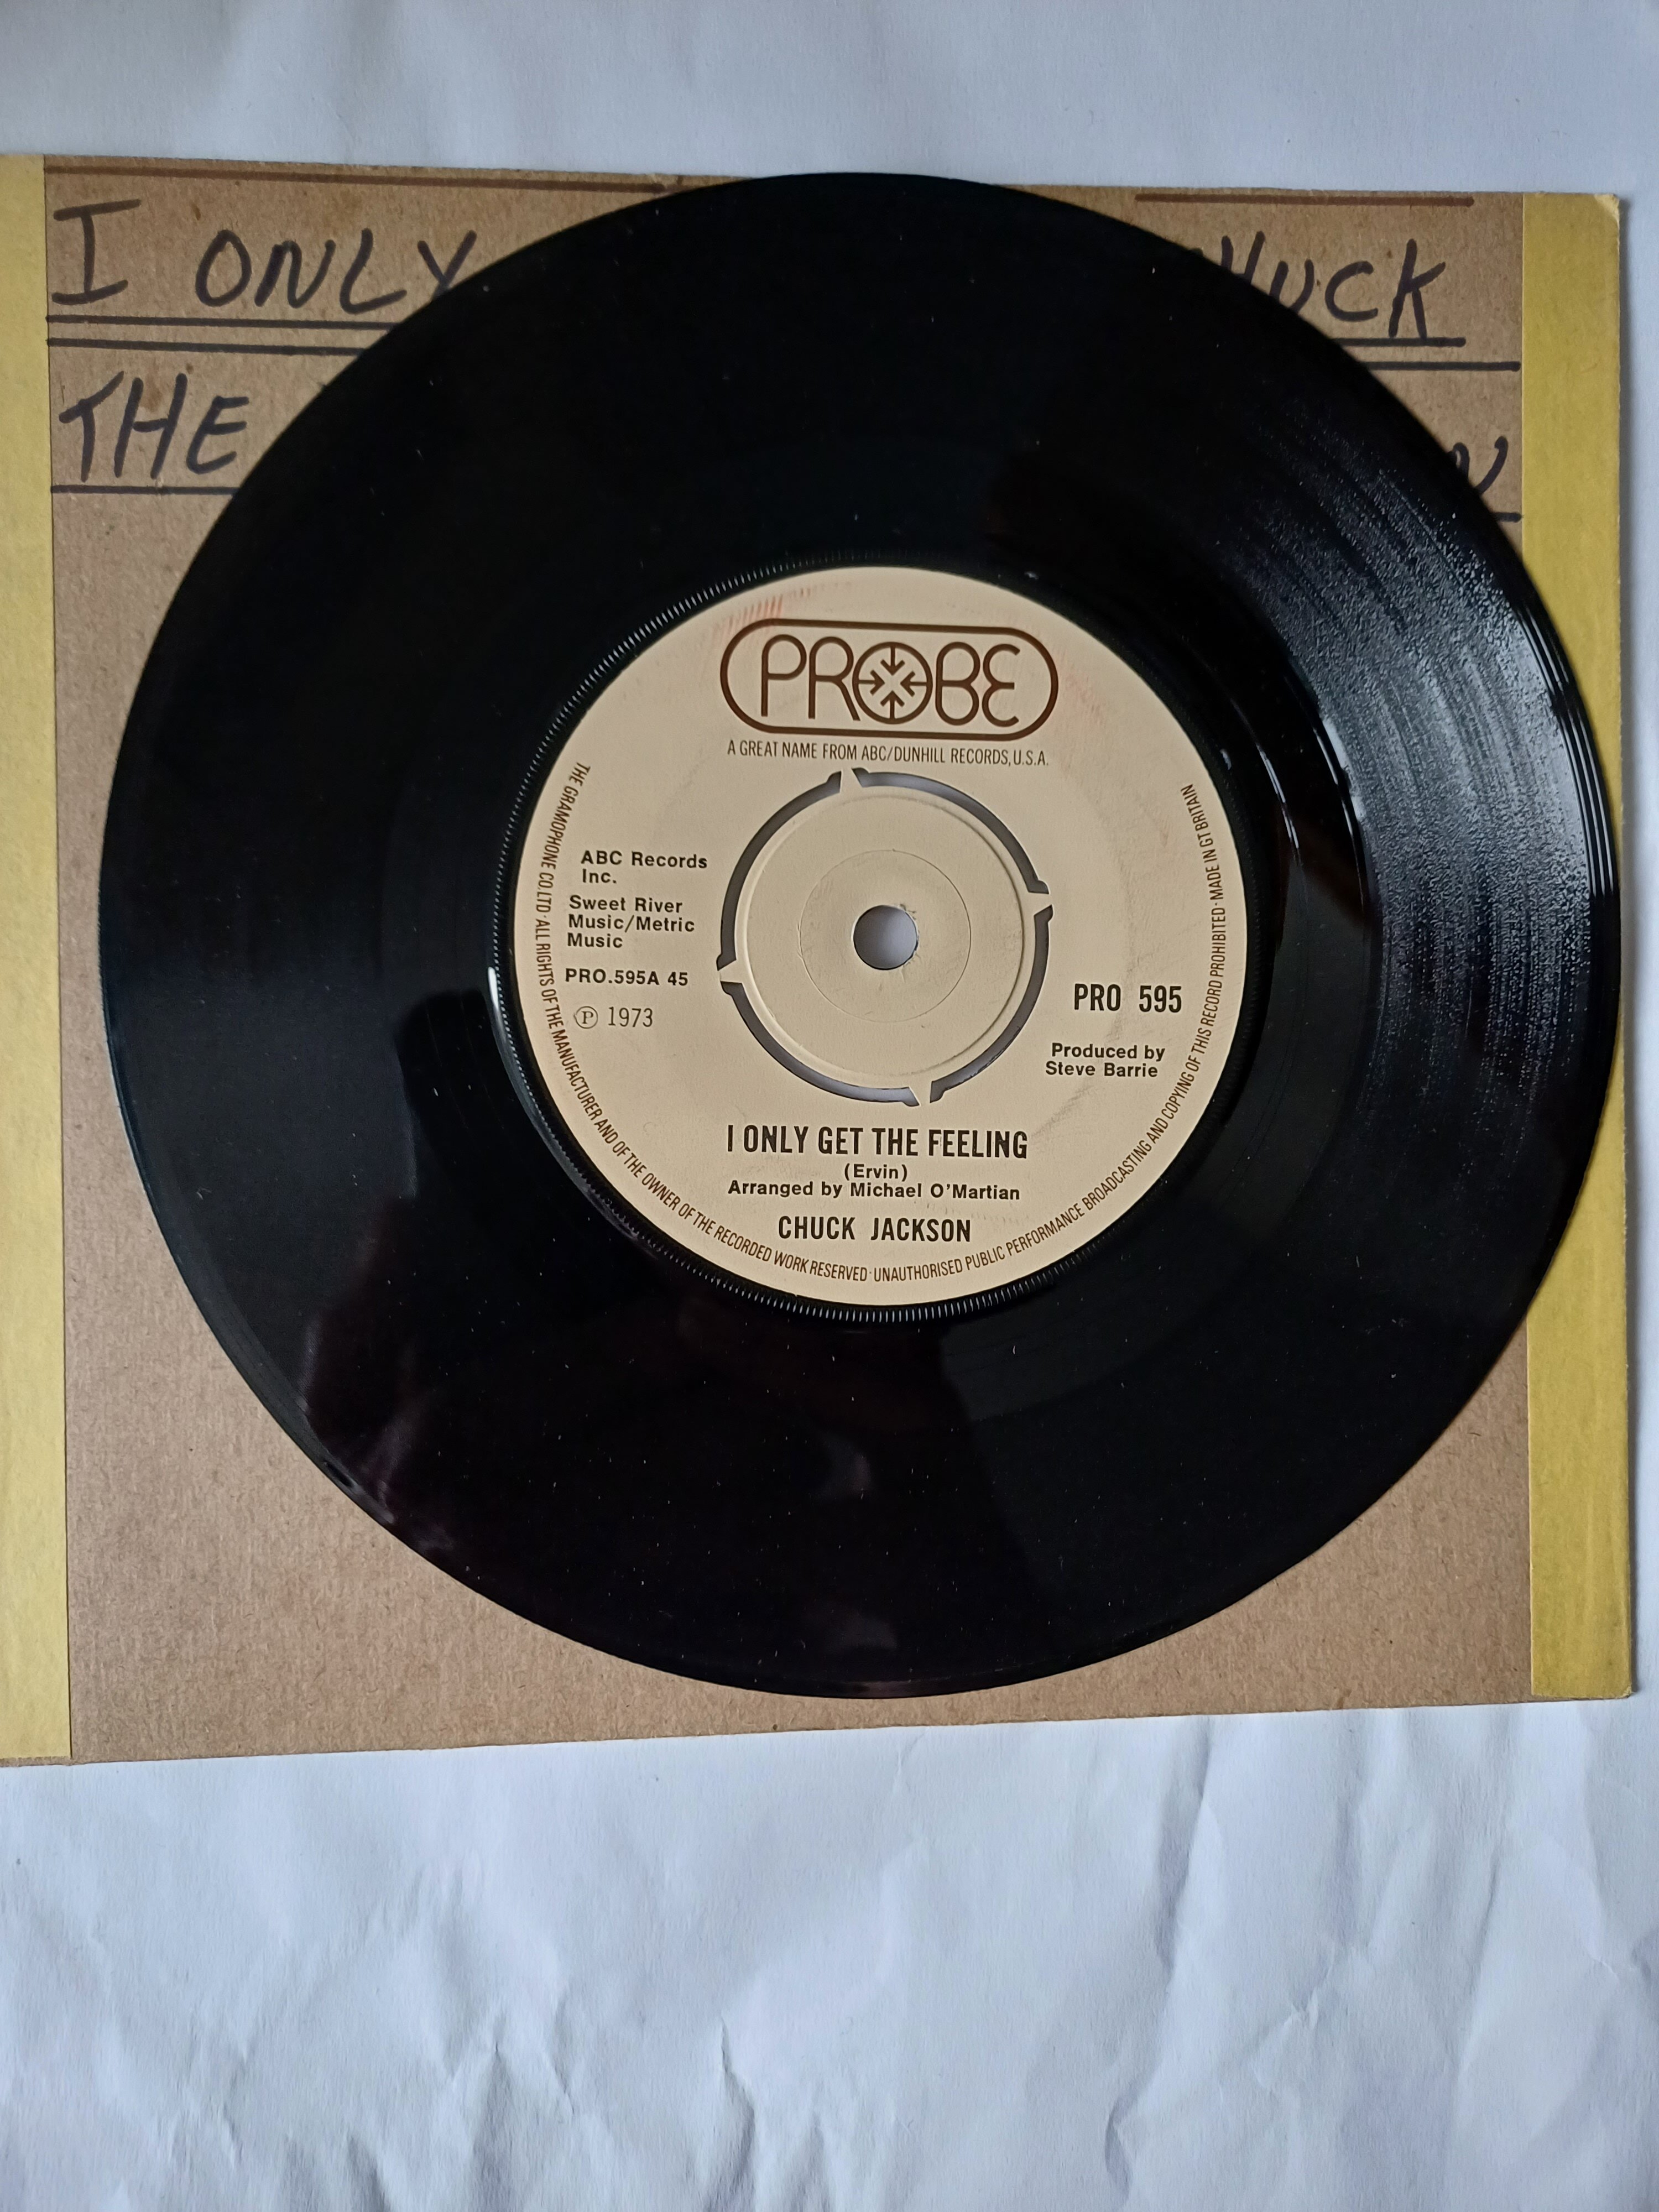 I ONLY
HUCK
THE
PROBE
A GREAT NAME FROM ABC/DUNHILL RECORDS, U.S.A.
THE GRAMOPHONE CO. LTD · ALL RIGHTS OF THE MANUFACTURER AND OF THE OWNER OF THE RECORDED WORK RESERVED · UNAUTHORISED PUBLIC PERFORMANCE BROADCASTING AND COPYING OF THIS RECORD PROHIBITED · MADE IN GT BRITAIN
ABC Records
Inc.
Sweet River
Music/Metric
Music
PRO.595A 45
℗ 1973
PRO 595
Produced by
Steve Barrie
I ONLY GET THE FEELING
(Ervin)
Arranged by Michael O'Martian
CHUCK JACKSON